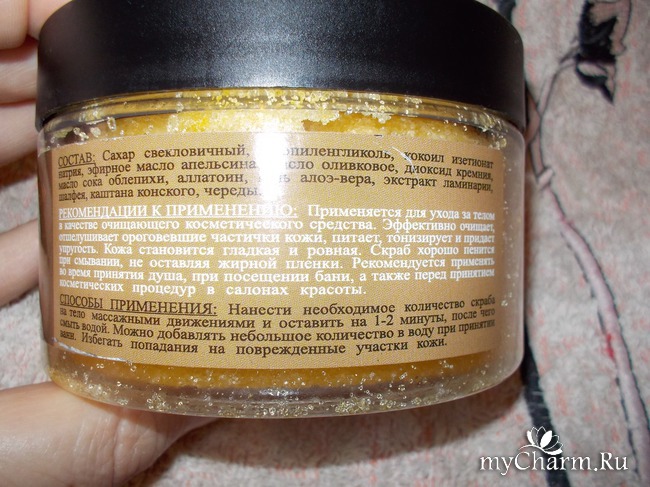 СОСТАВ: Сахар свекловичный, кокоил изетионат
натрия, эфирное масло апельсина, оливковое, диоксид кремния,
масло сока облепихи, аллатоин, алоэ-вера, экстракт ламинарии,
шалфея, каштана конского, череды.
РЕКОМЕНДАЦИИ К ПРИМЕНЕНИЮ: Применяется для ухода за телом
в качестве очищающего косметического средства. Эффективно очищает,
отшелушивает ороговевшие частички кожи, питает, тонизирует и придаст
упругость. Кожа становится гладкая и ровная. Скраб хорошо пенится
при смывании, не оставляя жирной пленки. Рекомендуется применять
во время принятия душа, при посещении бани, а также перед принятием
косметических процедур в салонах красоты.
СПОСОБЫ ПРИМЕНЕНИЯ: Нанести необходимое количество скраба
на тело массажными движениями и оставить на 1-2 минуты, после чего
смыть водой. Можно добавлять небольшое количество в воду при принятии
ванн. Избегать попадания на поврежденные участки кожи.
myCharm.Ru